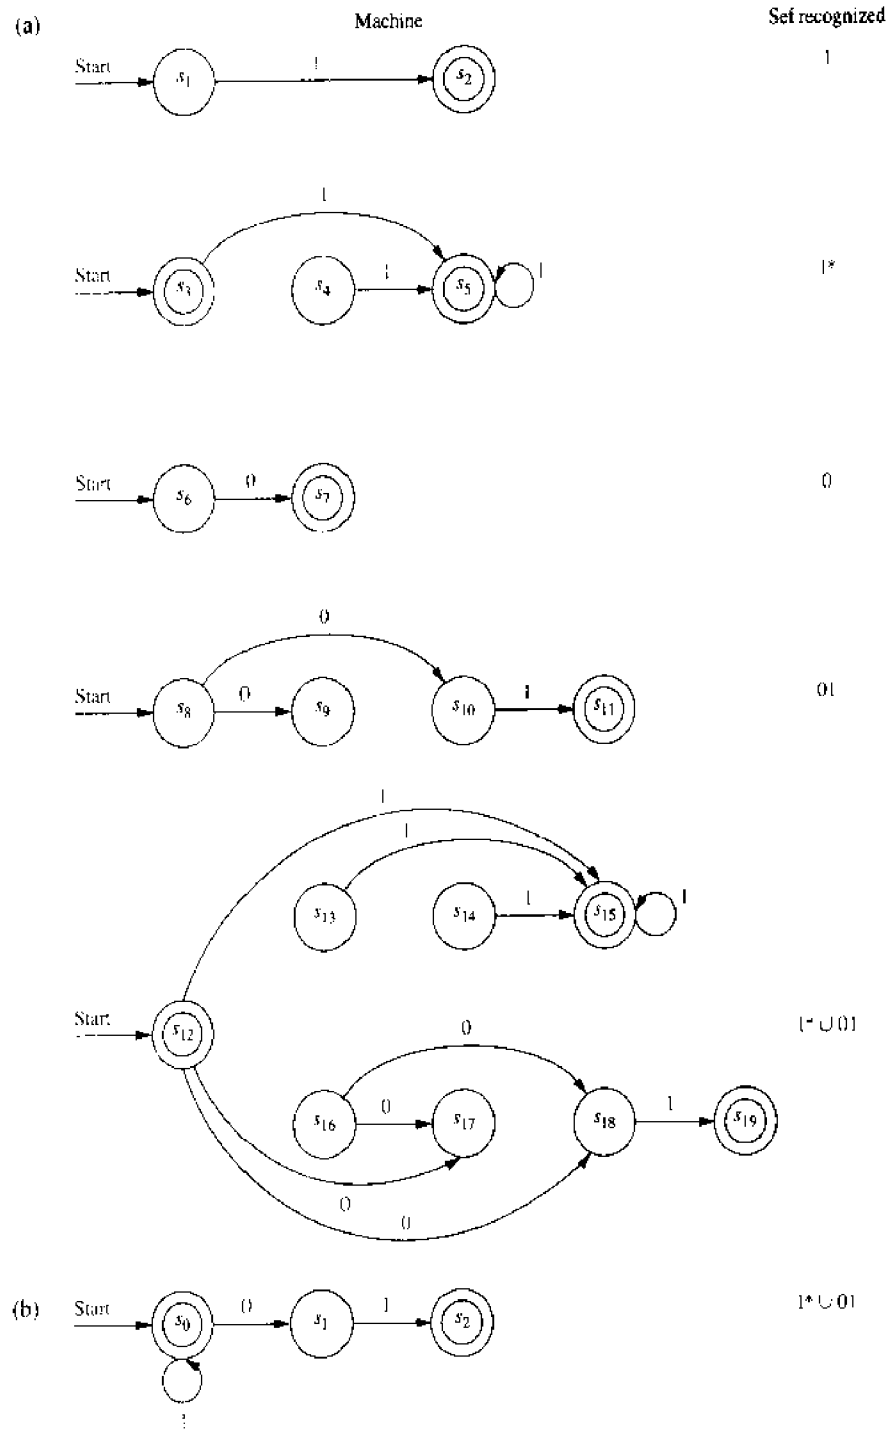 (a) Machine Sef recognized
Start s1 1 s2 1
1
Start s3 s4 1 s5 1 1*
Start s6 0 s7 0
0
Start s8 0 s9 s10 1 s11 01
1
1
s13 s14 1 s15 1
Start s12 1* ∪ 01
0
s16 0 s17 s18 1 s19
0
0
(b) Start s0 0 s1 1 s2 1* ∪ 01
1